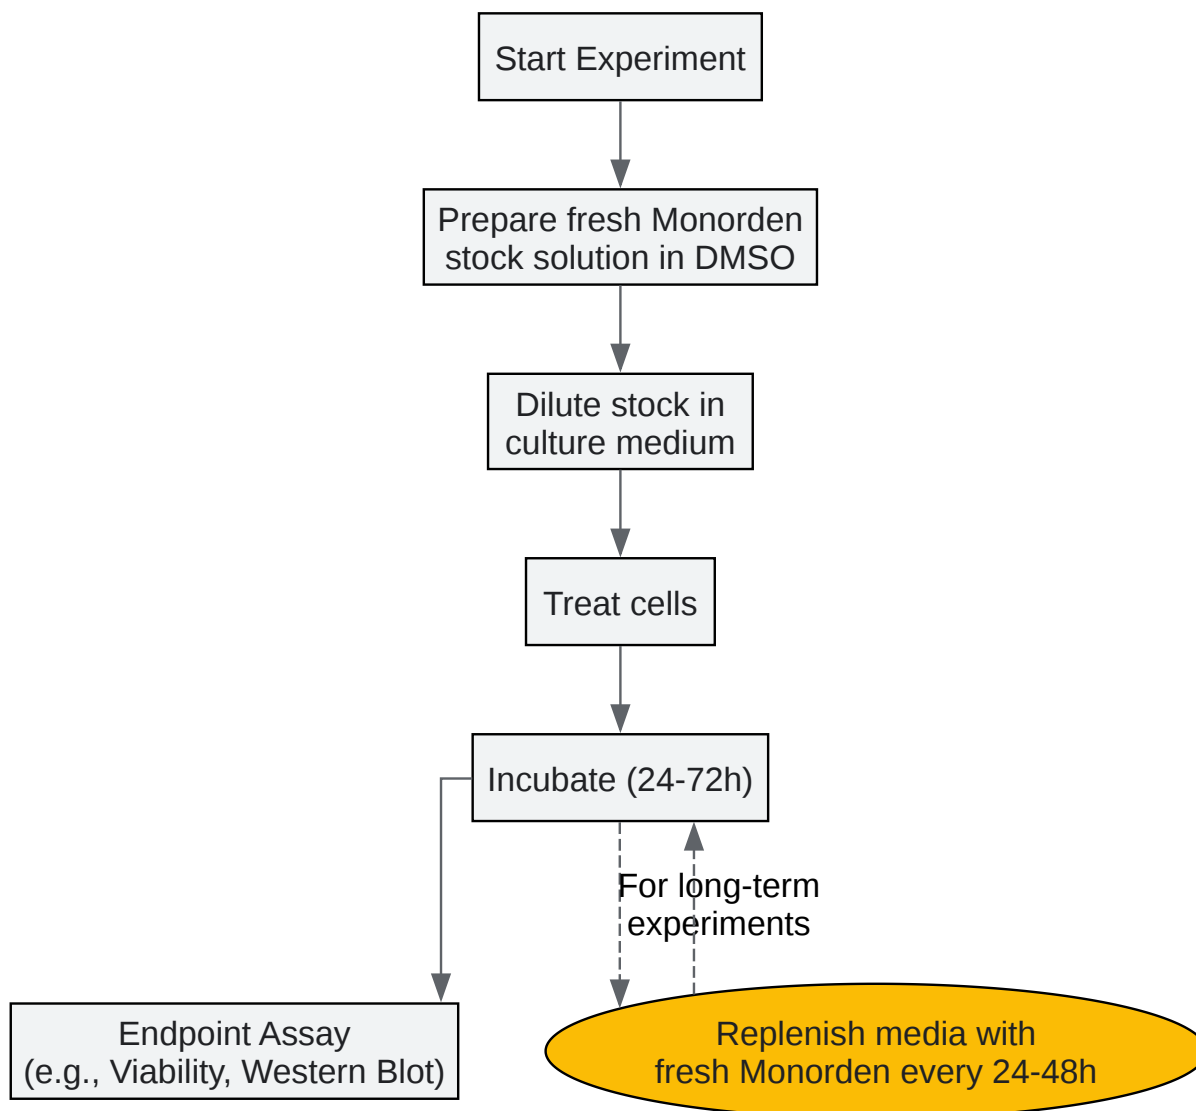 Start Experiment
Prepare fresh Monorden
stock solution in DMSO
Dilute stock in
culture medium
Treat cells
Incubate (24-72h)
For long-term
experiments
Endpoint Assay
(e.g., Viability, Western Blot)
Replenish media with
fresh Monorden every 24-48h